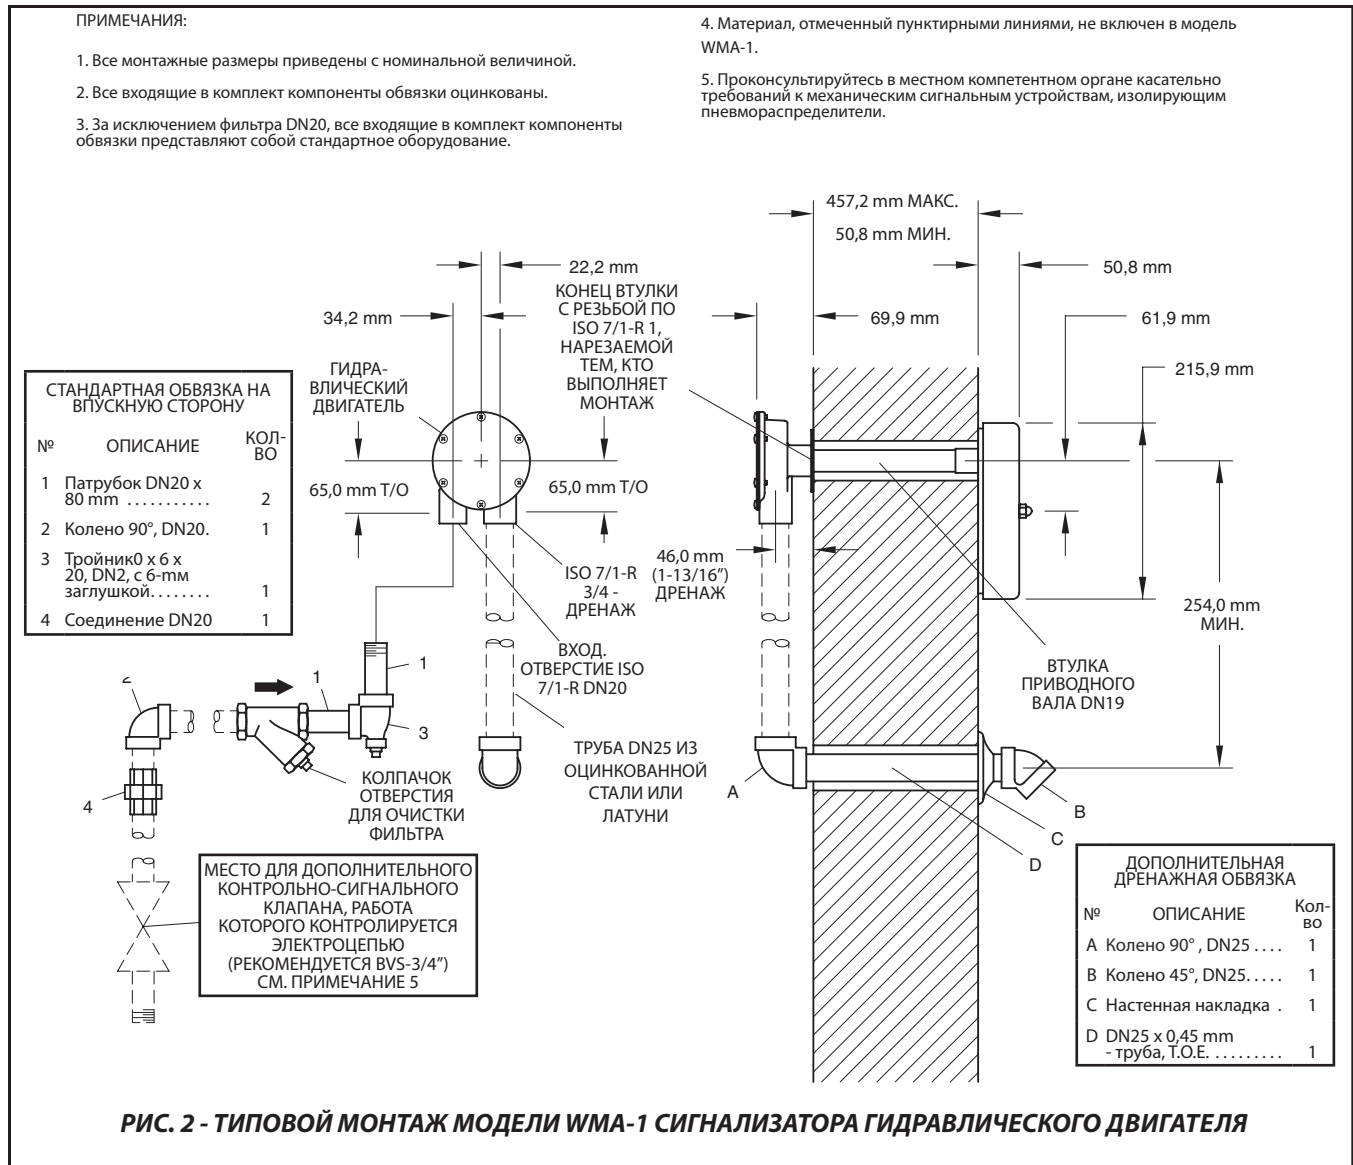 ПРИМЕЧАНИЯ:
1. Все монтажные размеры приведены с номинальной величиной.
2. Все входящие в комплект компоненты обвязки оцинкованы.
3. За исключением фильтра DN20, все входящие в комплект компоненты
обвязки представляют собой стандартное оборудование.
4. Материал, отмеченный пунктирными линиями, не включен в модель
WMA-1.
5. Проконсультируйтесь в местном компетентном органе касательно
требований к механическим сигнальным устройствам, изолирующим
пневмораспределители.
457,2 mm МАКС.
50,8 mm МИН.
22,2 mm
50,8 mm
34,2 mm
КОНЕЦ ВТУЛКИ
С РЕЗЬБОЙ ПО
ISO 7/1-R 1,
НАРЕЗАЕМОЙ
ТЕМ, КТО
ВЫПОЛНЯЕТ
МОНТАЖ
69,9 mm
61,9 mm
215,9 mm
ГИДРА-
ВЛИЧЕСКИЙ
ДВИГАТЕЛЬ
СТАНДАРТНАЯ ОБВЯЗКА НА
ВПУСКНУЮ СТОРОНУ
№ ОПИСАНИЕ КОЛ-
ВО
1 Патрубок DN20 x
80 mm ........... 2
2 Колено 90°, DN20. 1
3 Тройник0 x 6 x
20, DN2, с 6-mm
заглушкой........ 1
4 Соединение DN20 1
65,0 mm T/O
65,0 mm T/O
46,0 mm
(1-13/16”)
ДРЕНАЖ
ISO 7/1-R
3/4 -
ДРЕНАЖ
254,0 mm
МИН.
ВХОД.
ОТВЕРСТИЕ ISO
7/1-R DN20
ВТУЛКА
ПРИВОДНОГО
ВАЛА DN19
1
2
1
3
4
КОЛПАЧОК
ОТВЕРСТИЯ
ДЛЯ ОЧИСТКИ
ФИЛЬТРА
ТРУБА DN25 ИЗ
ОЦИНКОВАННОЙ
СТАЛИ ИЛИ
ЛАТУНИ
A
B
C
D
МЕСТО ДЛЯ ДОПОЛНИТЕЛЬНОГО
КОНТРОЛЬНО-СИГНАЛЬНОГО
КЛАПАНА, РАБОТА
КОТОРОГО КОНТРОЛИРУЕТСЯ
ЭЛЕКТРОЦЕПЬЮ
(РЕКОМЕНДУЕТСЯ BVS-3/4”)
СМ. ПРИМЕЧАНИЕ 5
ДОПОЛНИТЕЛЬНАЯ
ДРЕНАЖНАЯ ОБВЯЗКА
№ ОПИСАНИЕ Кол-
во
A Колено 90° , DN25 .... 1
B Колено 45°, DN25..... 1
C Настенная накладка . 1
D DN25 x 0,45 mm
- труба, T.O.E. ......... 1
РИС. 2 - ТИПОВОЙ МОНТАЖ МОДЕЛИ WMA-1 СИГНАЛИЗАТОРА ГИДРАВЛИЧЕСКОГО ДВИГАТЕЛЯ